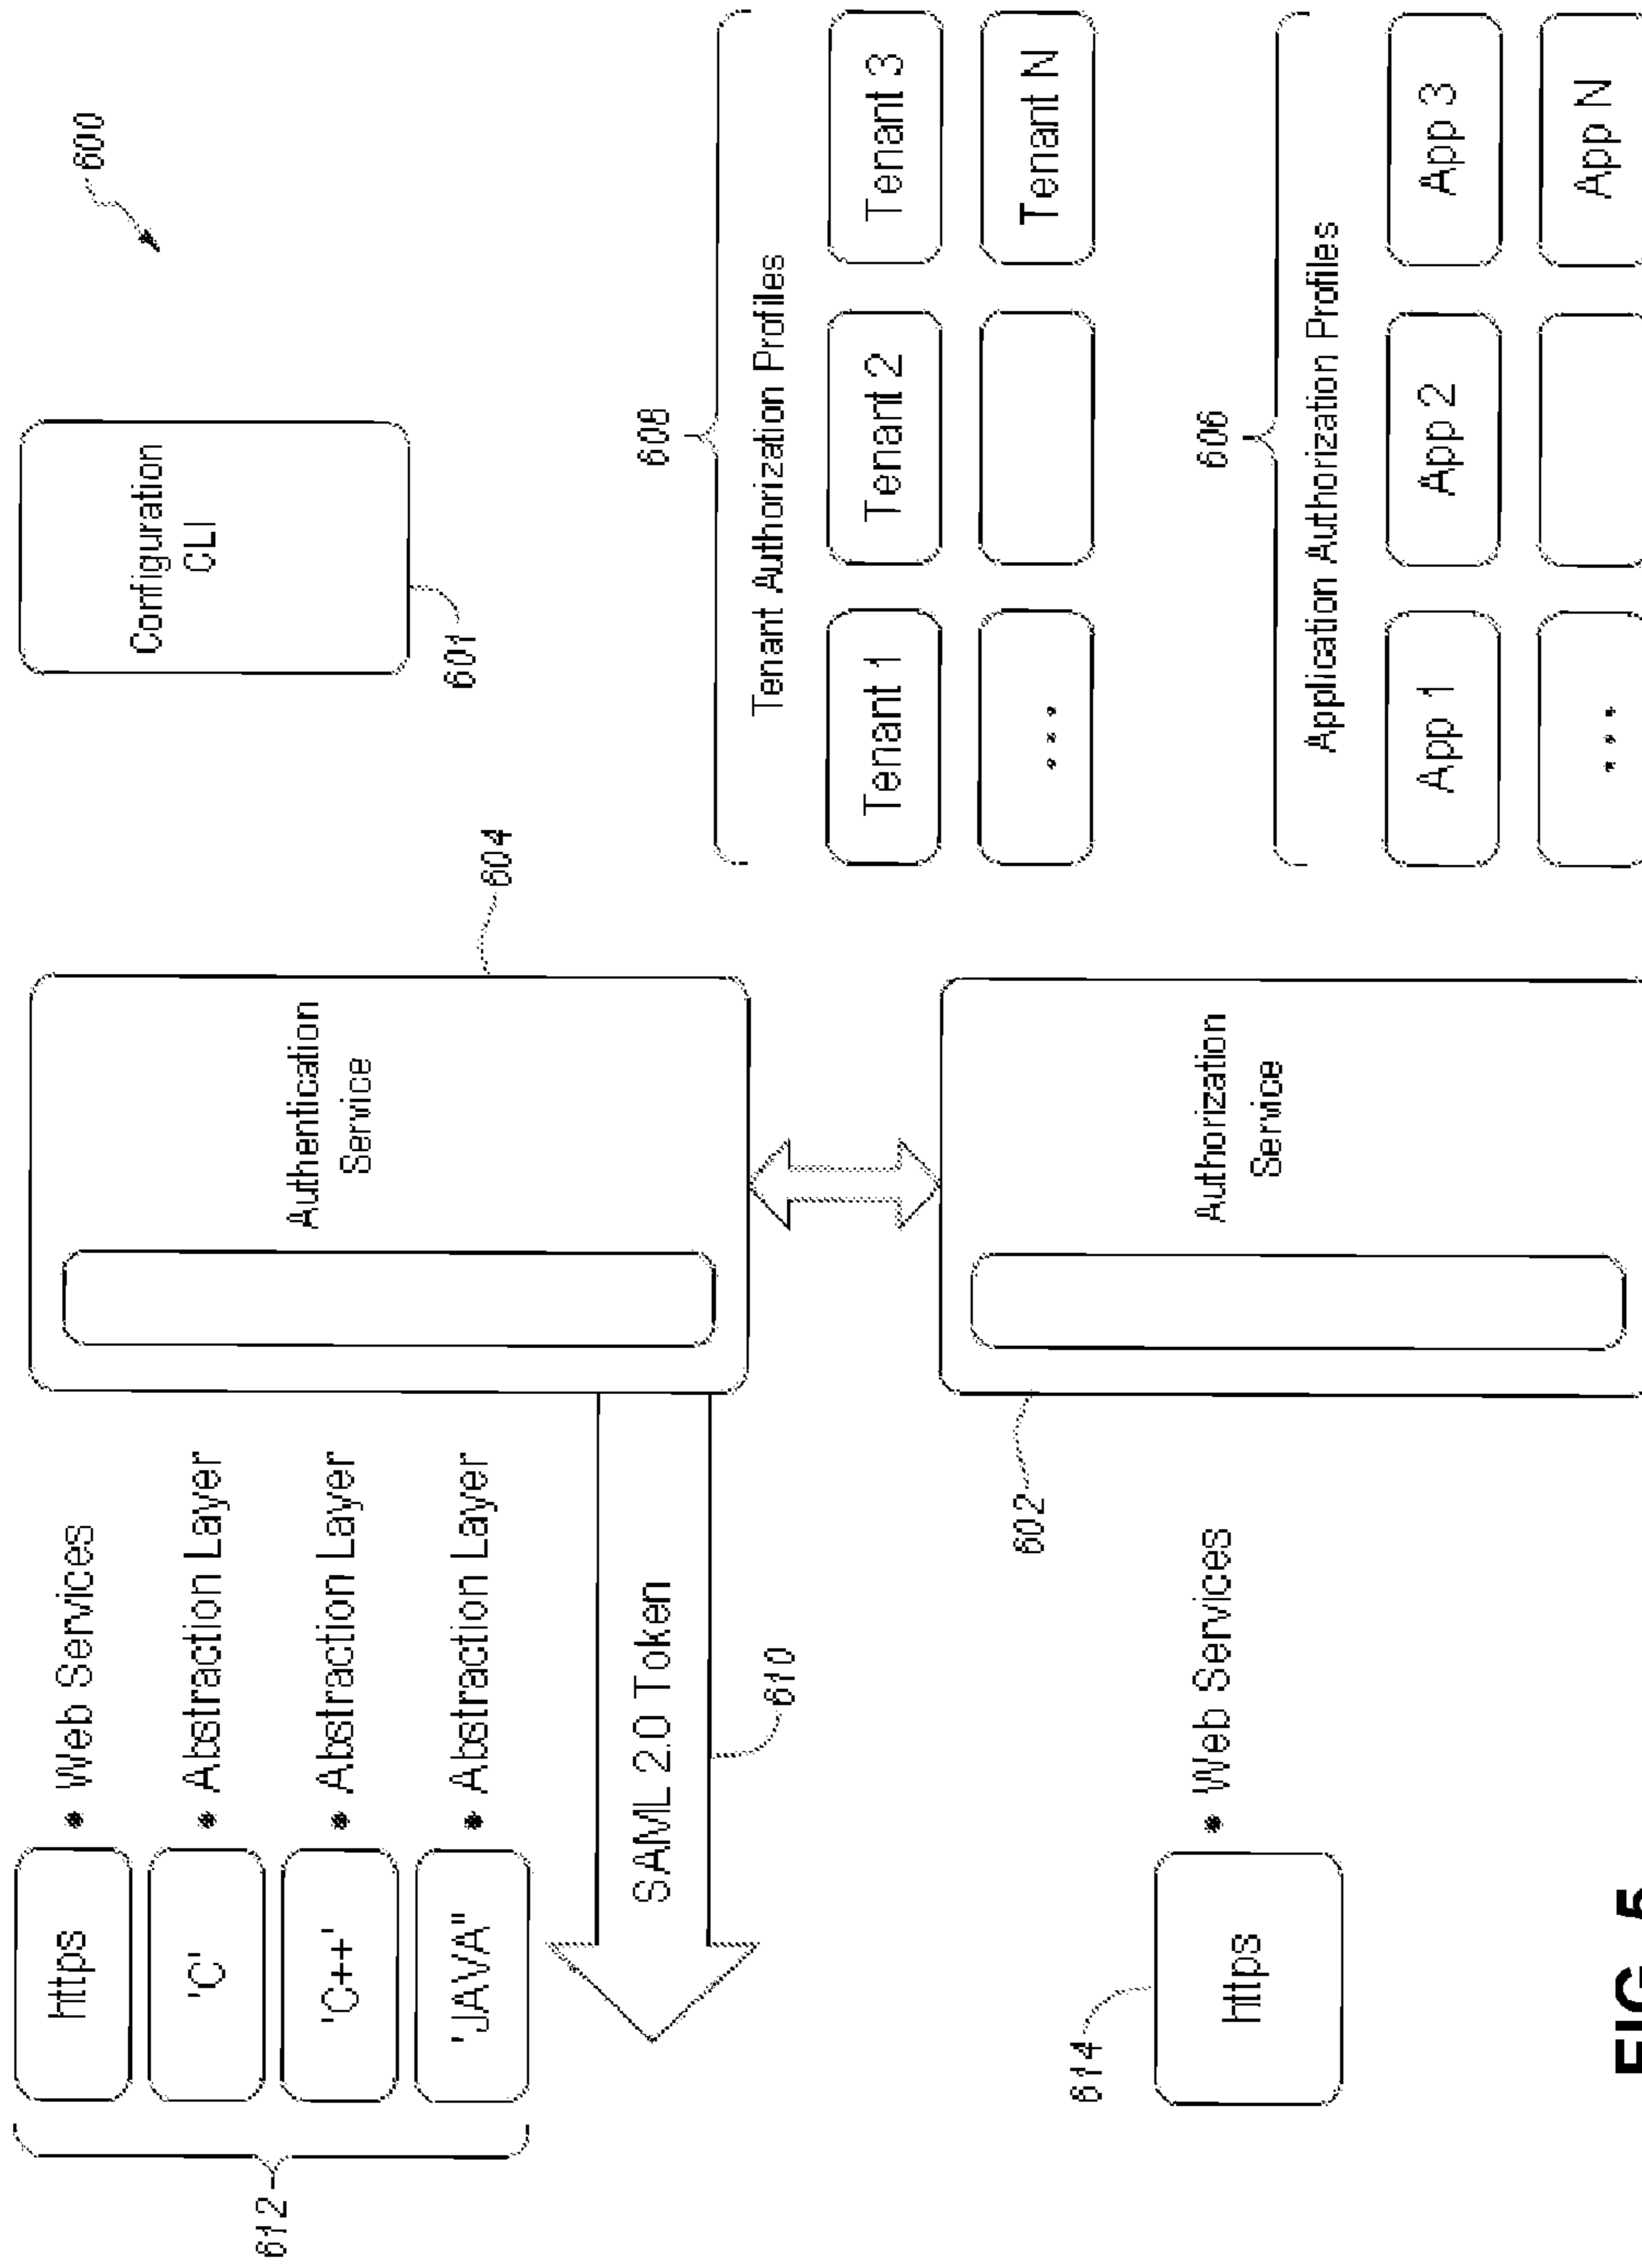 600
612
https
• Web Services
'C'
• Abstraction Layer
'C++'
• Abstraction Layer
'JAVA"
• Abstraction Layer
SAML 2.0 Token
610
Authentication
Service
604
Configuration
CLI
601
608
Tenant Authorization Profiles
Tenant 1
Tenant 2
Tenant 3
...
Tenant N
614
https
• Web Services
602
Authorization
Service
606
Application Authorization Profiles
App 1
App 2
App 3
...
App N
FIG. 5